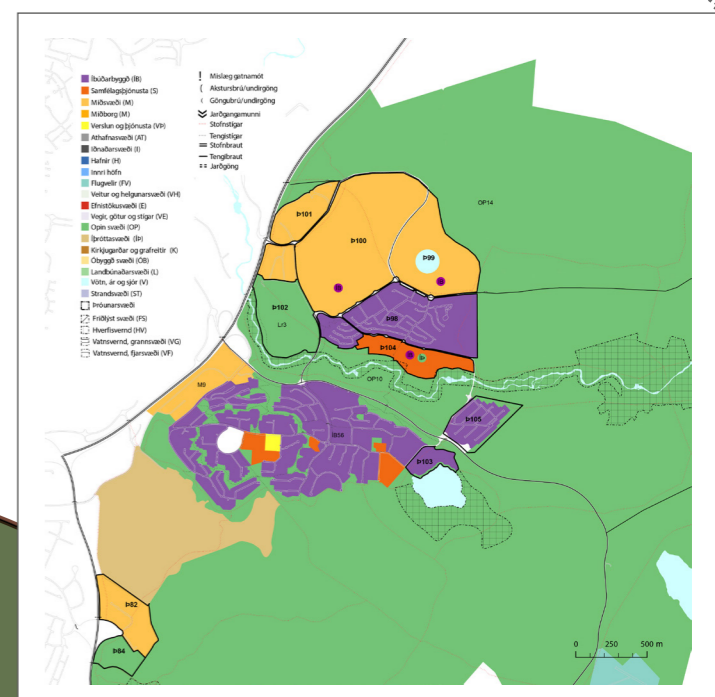 Íbúðarbyggð (ÍB)
Samfélagsþjónusta (S)
Miðsvæði (M)
Miðborg (M)
Verslun og þjónusta (VÞ)
Athafnasvæði (AT)
Iðnaðarsvæði (I)
Hafnir (H)
Innri höfn
Flugvellir (FV)
Veitur og helgunarsvæði (VH)
Efnistökusvæði (E)
Vegir, götur og stígar (VE)
Opin svæði (OP)
Íþróttasvæði (ÍÞ)
Kirkjugarðar og grafreitir (K)
Óbyggð svæði (ÓB)
Landbúnaðarsvæði (L)
Vötn, ár og sjór (V)
Strandsvæði (ST)
Þróunarsvæði
Friðlýst svæði (FS)
Hverfisvernd (HV)
Vatnsvernd, grannsvæði (VG)
Vatnsvernd, fjarsvæði (VF)
Mislæg gatnamót
Akstursbrú/undirgöng
Göngubrú/undirgöng
Jarðgangamunni
Stofnstígar
Tengistígar
Stofnbraut
Tengibraut
Jarðgöng
OP14
Þ101
Þ100
Þ99
Þ102
Lr3
Þ98
Þ104
OP10
M9
Þ105
ÍB56
Þ103
Þ82
Þ84
0 250 500 m